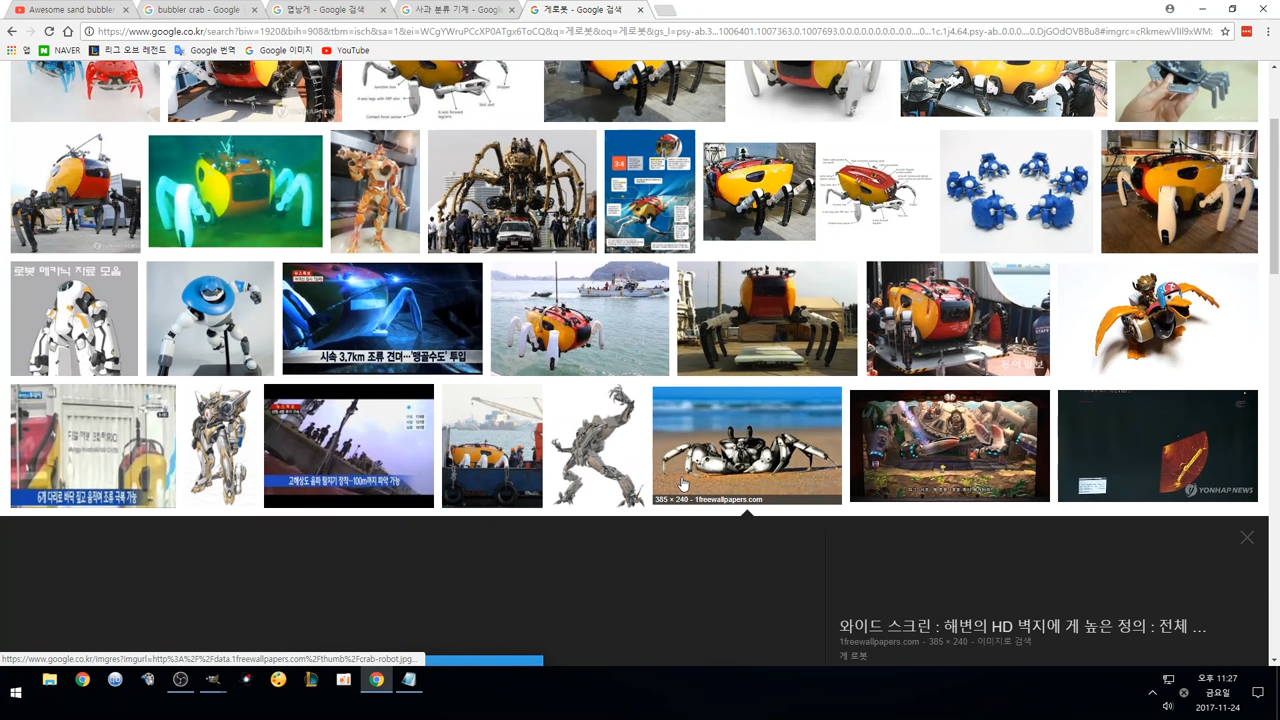 Awesome sand bubbler
bubbler crab - Google
엽낭게 - Google 검색
사과 분류 기계 - Google
게로봇 - Google 검색
https://www.google.co.kr/search?biw=1920&bih=908&tbm=isch&sa=1&ei=WCgYWruPCcXP0ATgx6ToCQ&q=게로봇&oq=게로봇&gs_l=psy-ab.3...1006401.1007363.0.1007693.0.0.0.0.0.0.0.0..0.0....0...1c.1j4.64.psy-ab..0.0.0....0.DjGOdOVBBu8#imgrc=cRkmewVlI9xWM:
앱
NAVER
리그 오브 레전드
Google 번역
Google 이미지
YouTube
3:4
로봇 메카닉 자료 모음
시속 3.7km 조류 견뎌…'맹골수도' 투입
6개 다리로 바닥 짚고 움직여 조류 극복 가능
고해상도 음파 탐지기 장착…100m까지 파악 가능
385 × 240 - 1freewallpapers.com
YONHAP NEWS
와이드 스크린 : 해변의 HD 벽지에 게 높은 정의 : 전체 ...
1freewallpapers.com - 385 × 240 - 이미지로 검색
게 로봇
https://www.google.co.kr/imgres?imgurl=http%3A%2F%2Fdata.1freewallpapers.com%2Fthumb%2Fcrab-robot.jpg...
오후 11:27
금요일
2017-11-24